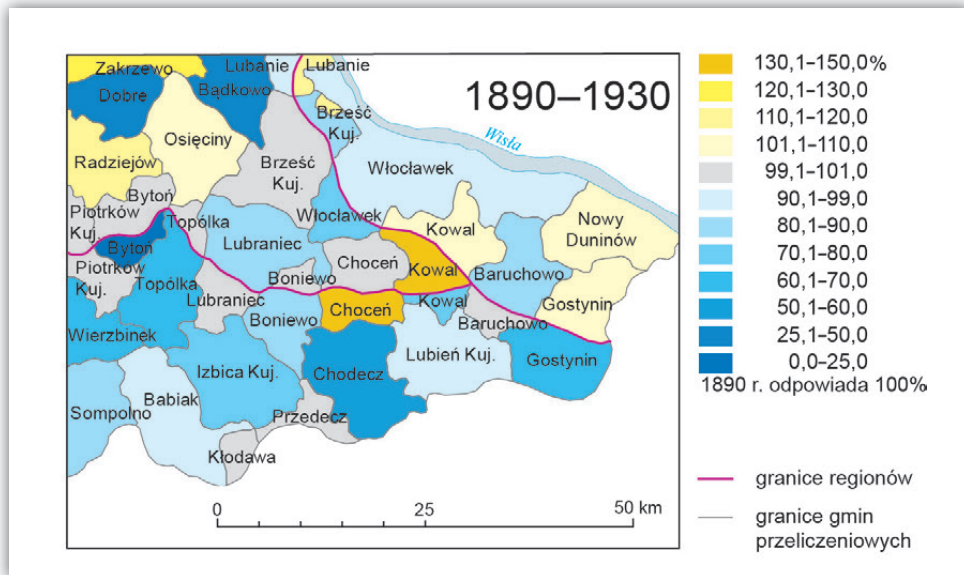 1890–1930
Zakrzewo
Lubanie
Lubanie
Dobre
Bądkowo
Brześć
Kuj.
Wisła
Osięciny
Radziejów
Brześć
Kuj.
Włocławek
Bytoń
Piotrków
Kuj.
Topólka
Włocławek
Kowal
Nowy
Duninów
Bytoń
Lubraniec
Choceń
Kowal
Piotrków
Kuj.
Topólka
Boniewo
Baruchowo
Lubraniec
Kowal
Gostynin
Boniewo
Choceń
Baruchowo
Wierzbinek
Lubień Kuj.
Gostynin
Izbica Kuj.
Chodecz
Sompolno
Babiak
Przedecz
Kłodawa
0 25 50 km
130,1–150,0%
120,1–130,0
110,1–120,0
101,1–110,0
99,1–101,0
90,1–99,0
80,1–90,0
70,1–80,0
60,1–70,0
50,1–60,0
25,1–50,0
0,0–25,0
1890 r. odpowiada 100%
granice regionów
granice gmin
przeliczeniowych